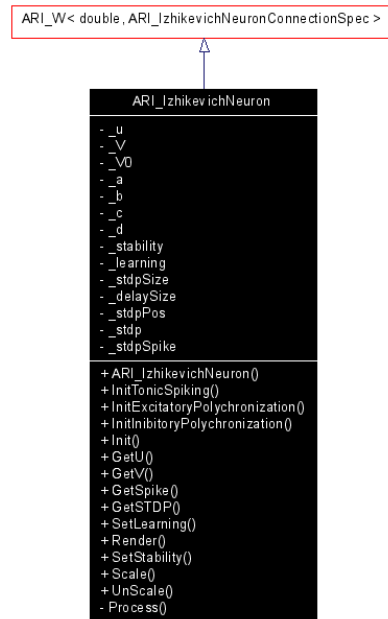 ARI_W< double, ARI_IzhikevichNeuronConnectionSpec >
ARI_IzhikevichNeuron
- _u
- _V
- _V0
- _a
- _b
- _c
- _d
- _stability
- _learning
- _stdpSize
- _delaySize
- _stdpPos
- _stdp
- _stdpSpike
+ ARI_IzhikevichNeuron()
+ InitTonicSpiking()
+ InitExcitatoryPolychronization()
+ InitInibitoryPolychronization()
+ Init()
+ GetU()
+ GetV()
+ GetSpike()
+ GetSTDP()
+ SetLearning()
+ Render()
+ SetStability()
+ Scale()
+ UnScale()
- Process()